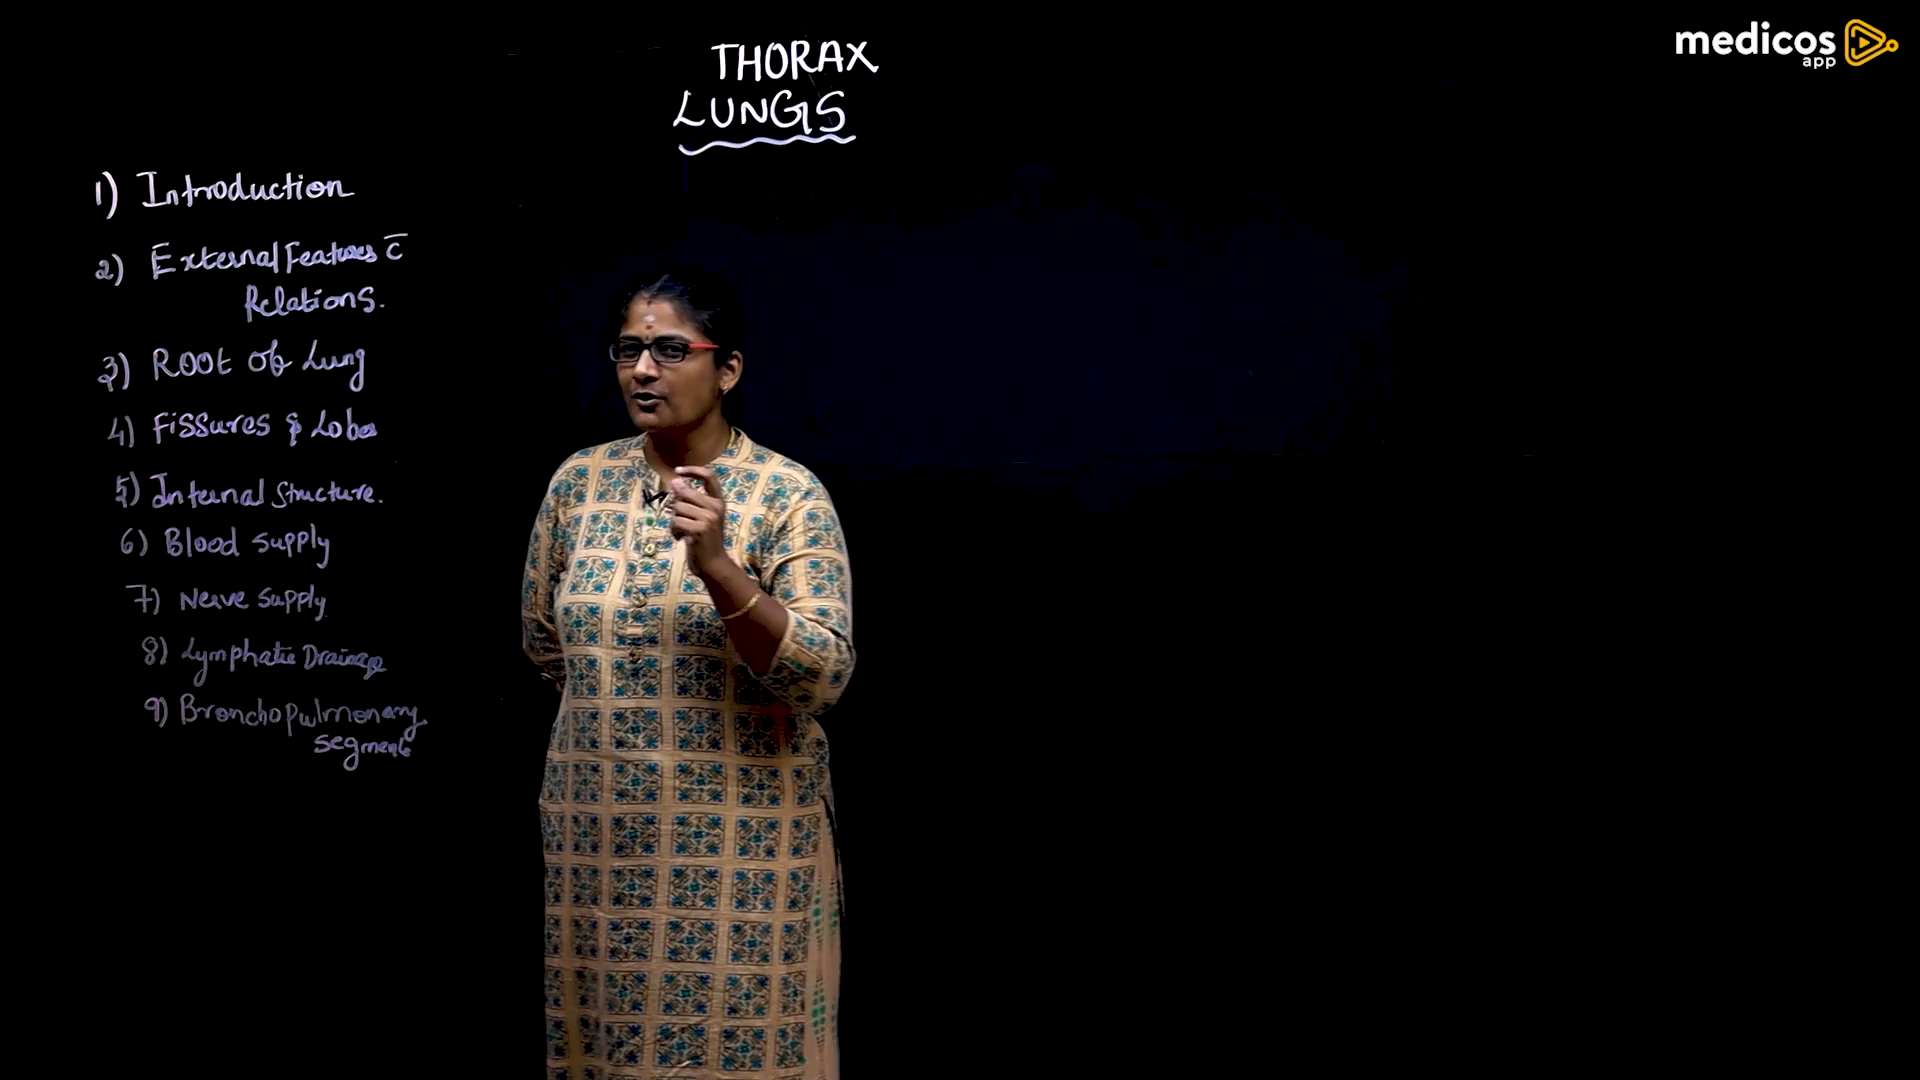 medicos
app
THORAX
LUNGS
1) Introduction
2) External Features c̄
Relations.
3) Root of Lung
4) Fissures & Lobes
5) Internal Structure.
6) Blood supply
7) Nerve supply
8) Lymphatic Drainage
9) Bronchopulmonary
segments